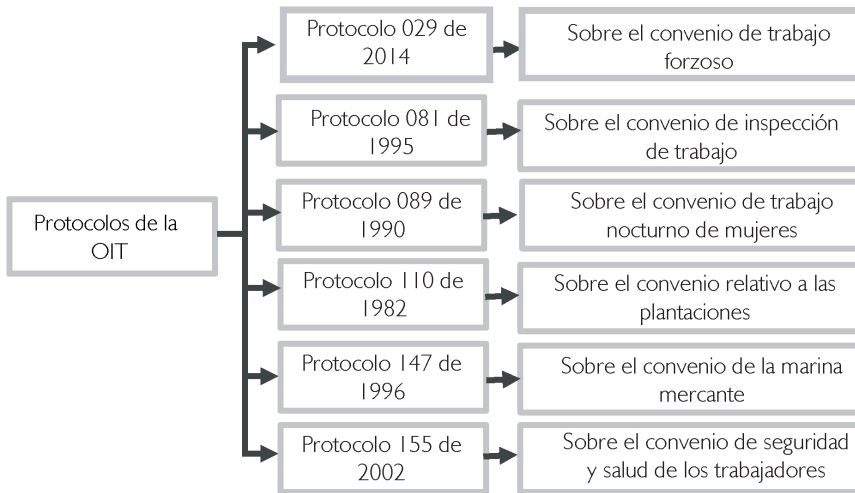 Protocolos de la
OIT
Protocolo 029 de
2014
Sobre el convenio de trabajo
forzoso
Protocolo 081 de
1995
Sobre el convenio de inspección
de trabajo
Protocolo 089 de
1990
Sobre el convenio de trabajo
nocturno de mujeres
Protocolo 110 de
1982
Sobre el convenio relativo a las
plantaciones
Protocolo 147 de
1996
Sobre el convenio de la marina
mercante
Protocolo 155 de
2002
Sobre el convenio de seguridad
y salud de los trabajadores